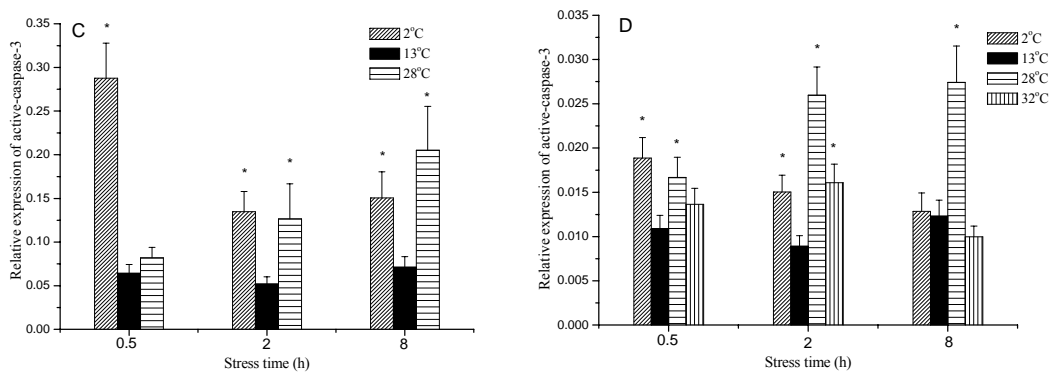 C
Relative expression of active-caspase-3
0.35
0.30
0.25
0.20
0.15
0.10
0.05
0.00
*
*
*
*
*
2°C
13°C
28°C
0.5
2
8
Stress time (h)
D
Relative expression of active-caspase-3
0.035
0.030
0.025
0.020
0.015
0.010
0.005
0.000
*
*
*
*
*
*
2°C
13°C
28°C
32°C
0.5
2
8
Stress time (h)